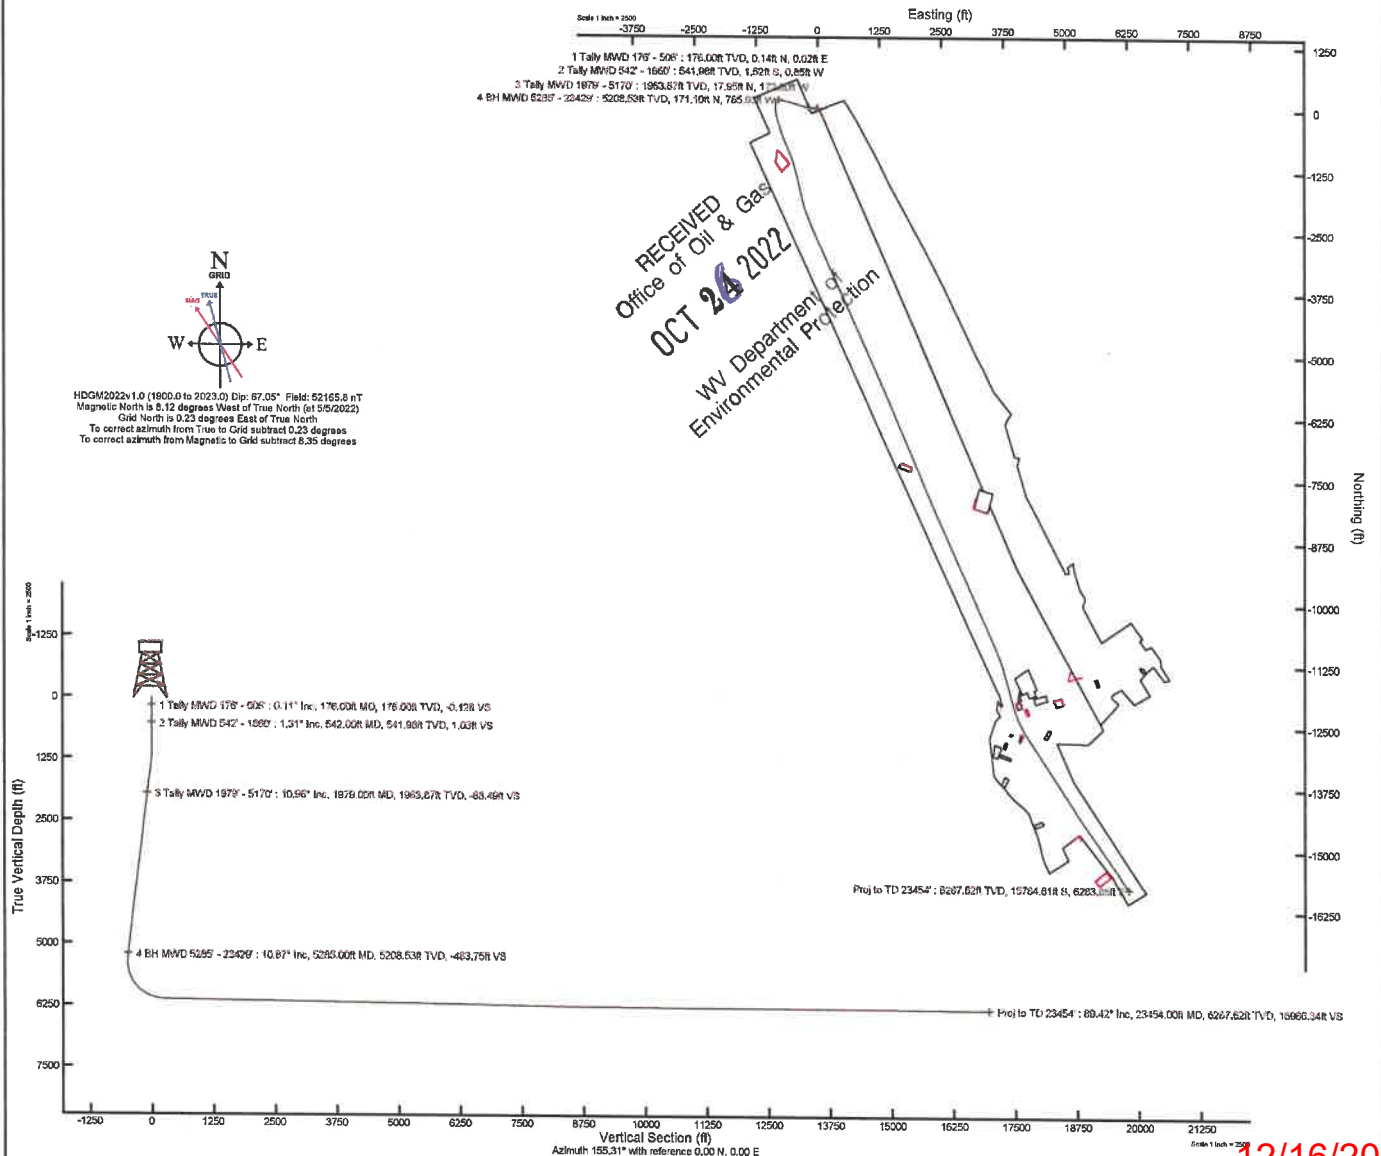 Scale 1 inch = 2500
Easting (ft)
-3750 -2500 -1250 0 1250 2500 3750 5000 6250 7500 8750
1 Tally MWD 176' - 506' : 176.00ft TVD, 0.14ft N, 0.02ft E
2 Tally MWD 542' - 1860' : 541.98ft TVD, 1.52ft S, 0.85ft W
3 Tally MWD 1979' - 5170' : 1963.67ft TVD, 17.95ft N,
4 BH MWD 5285' - 23429' : 5208.53ft TVD, 171.10ft N,
1250
0
-1250
-2500
-3750
-5000
-6250
-7500
-8750
-10000
-11250
-12500
-13750
-15000
-16250
Northing (ft)
RECEIVED
Office of Oil & Gas
OCT 2 2022
WV Department of
Environmental Protection
N
GRID
TRUE
W E
HDGM2022v1.0 (1900.0 to 2023.0) Dip: 67.05° Field: 52165.8 nT
Magnetic North is 8.12 degrees West of True North (at 5/5/2022)
Grid North is 0.23 degrees East of True North
To correct azimuth from True to Grid subtract 0.23 degrees
To correct azimuth from Magnetic to Grid subtract 8.35 degrees
Scale 1 inch = 2500
True Vertical Depth (ft)
-1250
0
1250
2500
3750
5000
6250
7500
1 Tally MWD 176' - 506' : 0.11° Inc, 176.00ft MD, 176.00ft TVD, -0.12ft VS
2 Tally MWD 542' - 1860' : 1.31° Inc, 542.00ft MD, 541.98ft TVD, 1.03ft VS
3 Tally MWD 1979' - 5170' : 10.96° Inc, 1979.00ft MD, 1963.67ft TVD, -88.49ft VS
4 BH MWD 5285' - 23429' : 10.87° Inc, 5285.00ft MD, 5208.53ft TVD, -483.75ft VS
Proj to TD 23454' : 6267.62ft TVD, 15764.61ft S,
Proj to TD 23454' : 89.42° Inc, 23454.00ft MD, 6267.62ft TVD, 16966.34ft VS
-1250 0 1250 2500 3750 5000 6250 7500 8750 10000 11250 12500 13750 15000 16250 17500 18750 20000 21250
Vertical Section (ft)
Azimuth 155.31° with reference 0.00 N, 0.00 E
Scale 1 inch = 2500
12/16/20